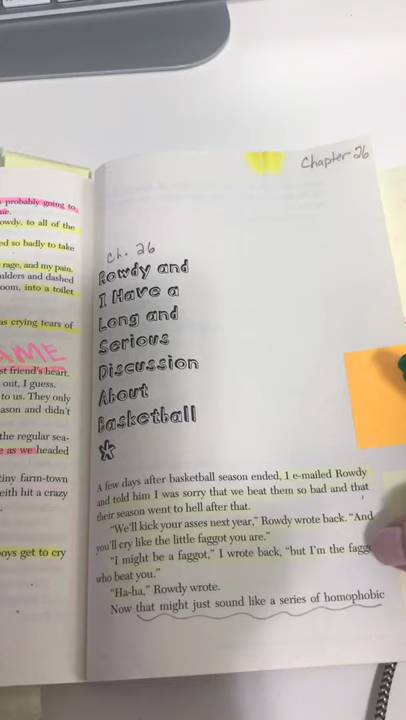 probably going to
me.
owdy, to all of the
ed so badly to take
rage, and my pain.
ulders and dashed
oom, into a toilet
as crying tears of
AME
st friend's heart.
out, I guess.
to us. They only
ason and didn't
the regular sea-
e as we headed
tiny farm-town
eith hit a crazy
oys get to cry
Chapter 26
Ch. 26
Rowdy and
I Have a
Long and
Serious
Discussion
About
Basketball
A few days after basketball season ended, I e-mailed Rowdy
and told him I was sorry that we beat them so bad and that
their season went to hell after that.
"We'll kick your asses next year," Rowdy wrote back. "And
you'll cry like the little faggot you are."
"I might be a faggot," I wrote back, "but I'm the fagg
who beat you."
"Ha-ha," Rowdy wrote.
Now that might just sound like a series of homophobic